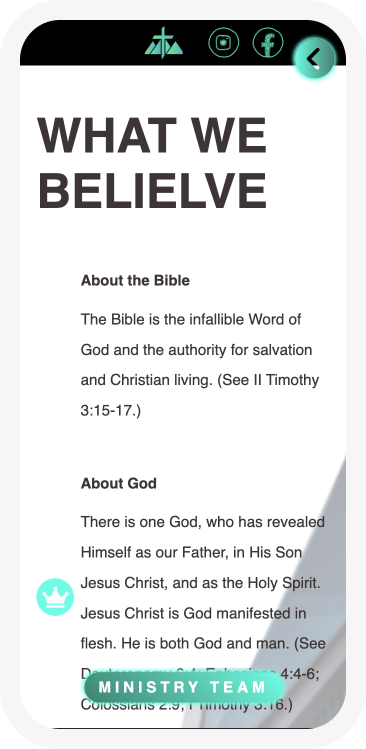 WHAT WE
BELIELVE
About the Bible
The Bible is the infallible Word of
God and the authority for salvation
and Christian living. (See II Timothy
3:15-17.)
About God
There is one God, who has revealed
Himself as our Father, in His Son
Jesus Christ, and as the Holy Spirit.
Jesus Christ is God manifested in
flesh. He is both God and man. (See
4:4-6;
MINISTRY TEAM
Colossians 2:9; I Timothy 3:16.)